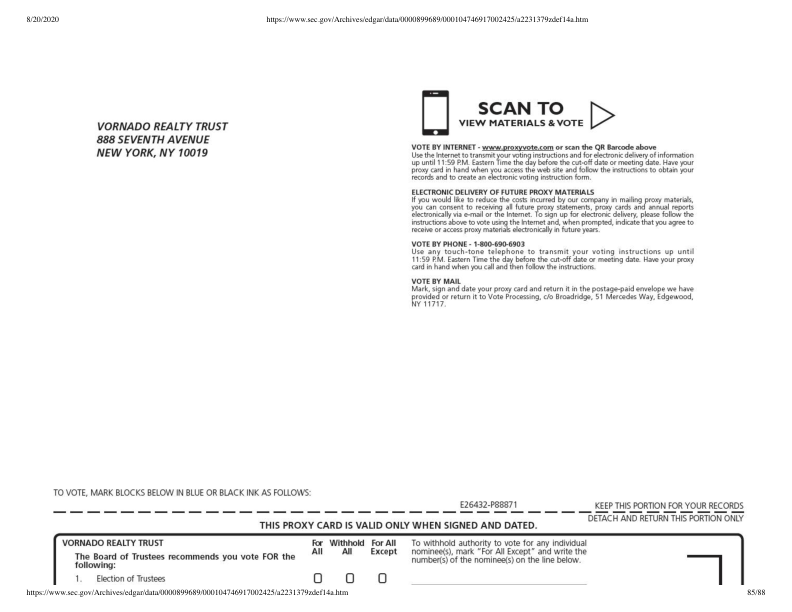 8/20/2020
https://www.sec.gov/Archives/edgar/data/0000899689/000104746917002425/a2231379zdef14a.htm
VORNADO REALTY TRUST
888 SEVENTH AVENUE
NEW YORK, NY 10019
SCAN TO
VIEW MATERIALS & VOTE
VOTE BY INTERNET - www.proxyvote.com or scan the QR Barcode above
Use the Internet to transmit your voting instructions and for electronic delivery of information
up until 11:59 P.M. Eastern Time the day before the cut-off date or meeting date. Have your
proxy card in hand when you access the web site and follow the instructions to obtain your
records and to create an electronic voting instruction form.
ELECTRONIC DELIVERY OF FUTURE PROXY MATERIALS
If you would like to reduce the costs incurred by our company in mailing proxy materials,
you can consent to receiving all future proxy statements, proxy cards and annual reports
electronically via e-mail or the Internet. To sign up for electronic delivery, please follow the
instructions above to vote using the Internet and, when prompted, indicate that you agree to
receive or access proxy materials electronically in future years.
VOTE BY PHONE - 1-800-690-6903
Use any touch-tone telephone to transmit your voting instructions up until
11:59 P.M. Eastern Time the day before the cut-off date or meeting date. Have your proxy
card in hand when you call and then follow the instructions.
VOTE BY MAIL
Mark, sign and date your proxy card and return it in the postage-paid envelope we have
provided or return it to Vote Processing, c/o Broadridge, 51 Mercedes Way, Edgewood,
NY 11717.
TO VOTE, MARK BLOCKS BELOW IN BLUE OR BLACK INK AS FOLLOWS:
E26432-P88871 KEEP THIS PORTION FOR YOUR RECORDS
DETACH AND RETURN THIS PORTION ONLY
THIS PROXY CARD IS VALID ONLY WHEN SIGNED AND DATED.
VORNADO REALTY TRUST
The Board of Trustees recommends you vote FOR the
following:
1. Election of Trustees
For Withhold For All
All All Except
To withhold authority to vote for any individual
nominee(s), mark "For All Except" and write the
number(s) of the nominee(s) on the line below.
https://www.sec.gov/Archives/edgar/data/0000899689/000104746917002425/a2231379zdef14a.htm
85/88